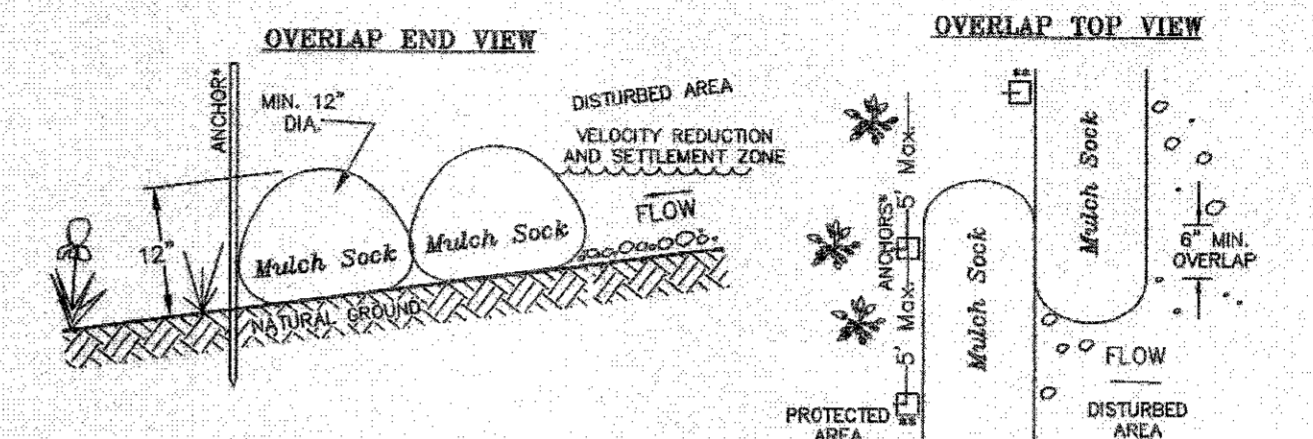 OVERLAP END VIEW
ANCHOR*
MIN. 12"
DIA.
DISTURBED AREA
VELOCITY REDUCTION
AND SETTLEMENT ZONE
FLOW
12"
Mulch Sock
Mulch Sock
NATURAL GROUND
OVERLAP TOP VIEW
**
Mulch Sock
5' Max.
ANCHORS*
5' Max.
Mulch Sock
6" MIN.
OVERLAP
FLOW
PROTECTED
AREA
**
DISTURBED
AREA